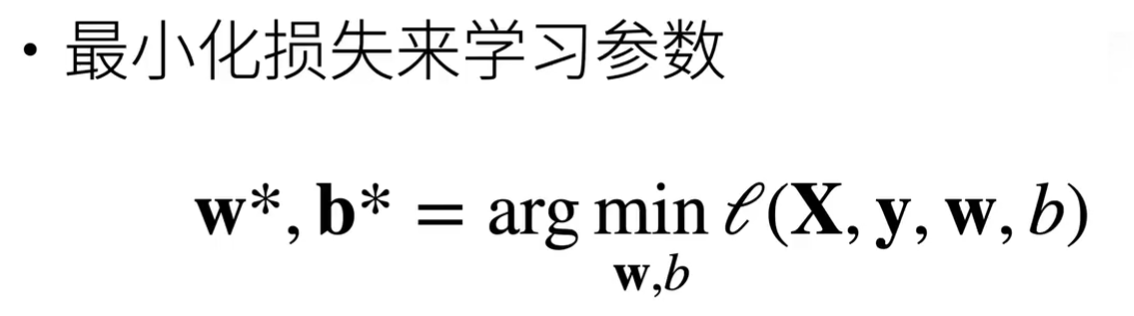 • 最小化损失来学习参数
w*, b* = arg min ℓ(X, y, w, b)
w,b